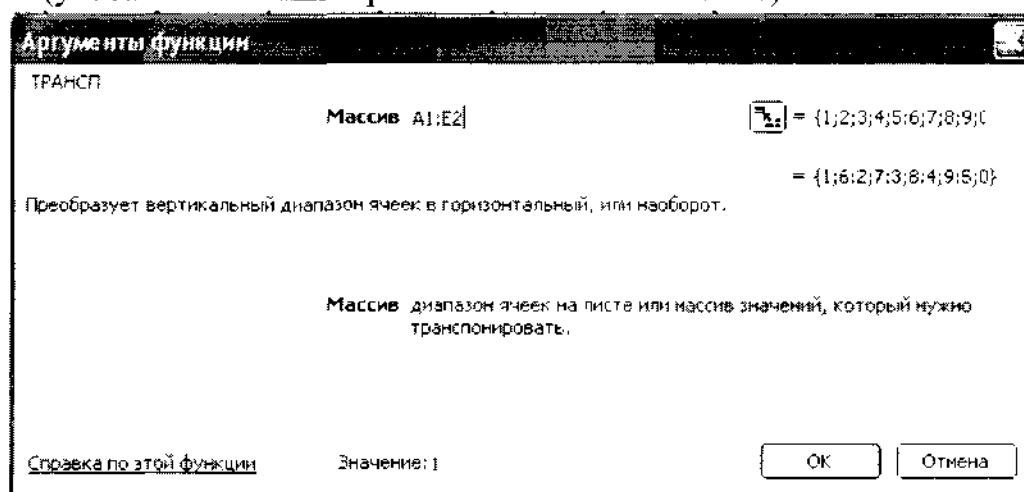 Аргументы функции
ТРАНСП
Массив A1:E2 = {1;2;3;4;5:6;7;8;9;0
= {1;6:2;7:3;8:4;9:5;0}
Преобразует вертикальный диапазон ячеек в горизонтальный, или наоборот.
Массив диапазон ячеек на листе или массив значений, который нужно
транспонировать.
Справка по этой функции Значение: 1 ОК Отмена